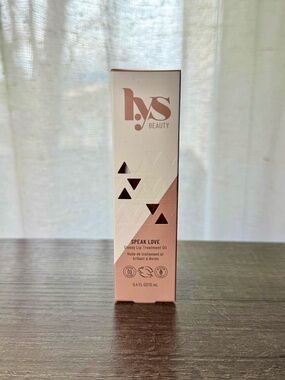 lys
BEAUTY
SPEAK LOVE
Glossy Lip Treatment Oil
Huile de traitement et
brillant à lèvres